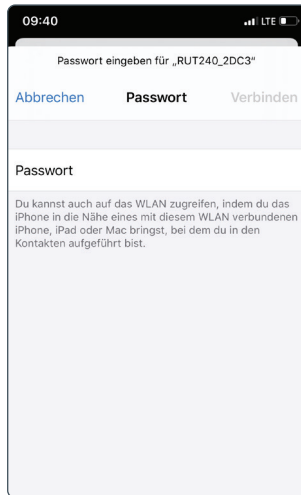 09:40 LTE
Passwort eingeben für „RUT240_2DC3“
Abbrechen Passwort Verbinden
Passwort
Du kannst auch auf das WLAN zugreifen, indem du das
iPhone in die Nähe eines mit diesem WLAN verbundenen
iPhone, iPad oder Mac bringst, bei dem du in den
Kontakten aufgeführt bist.